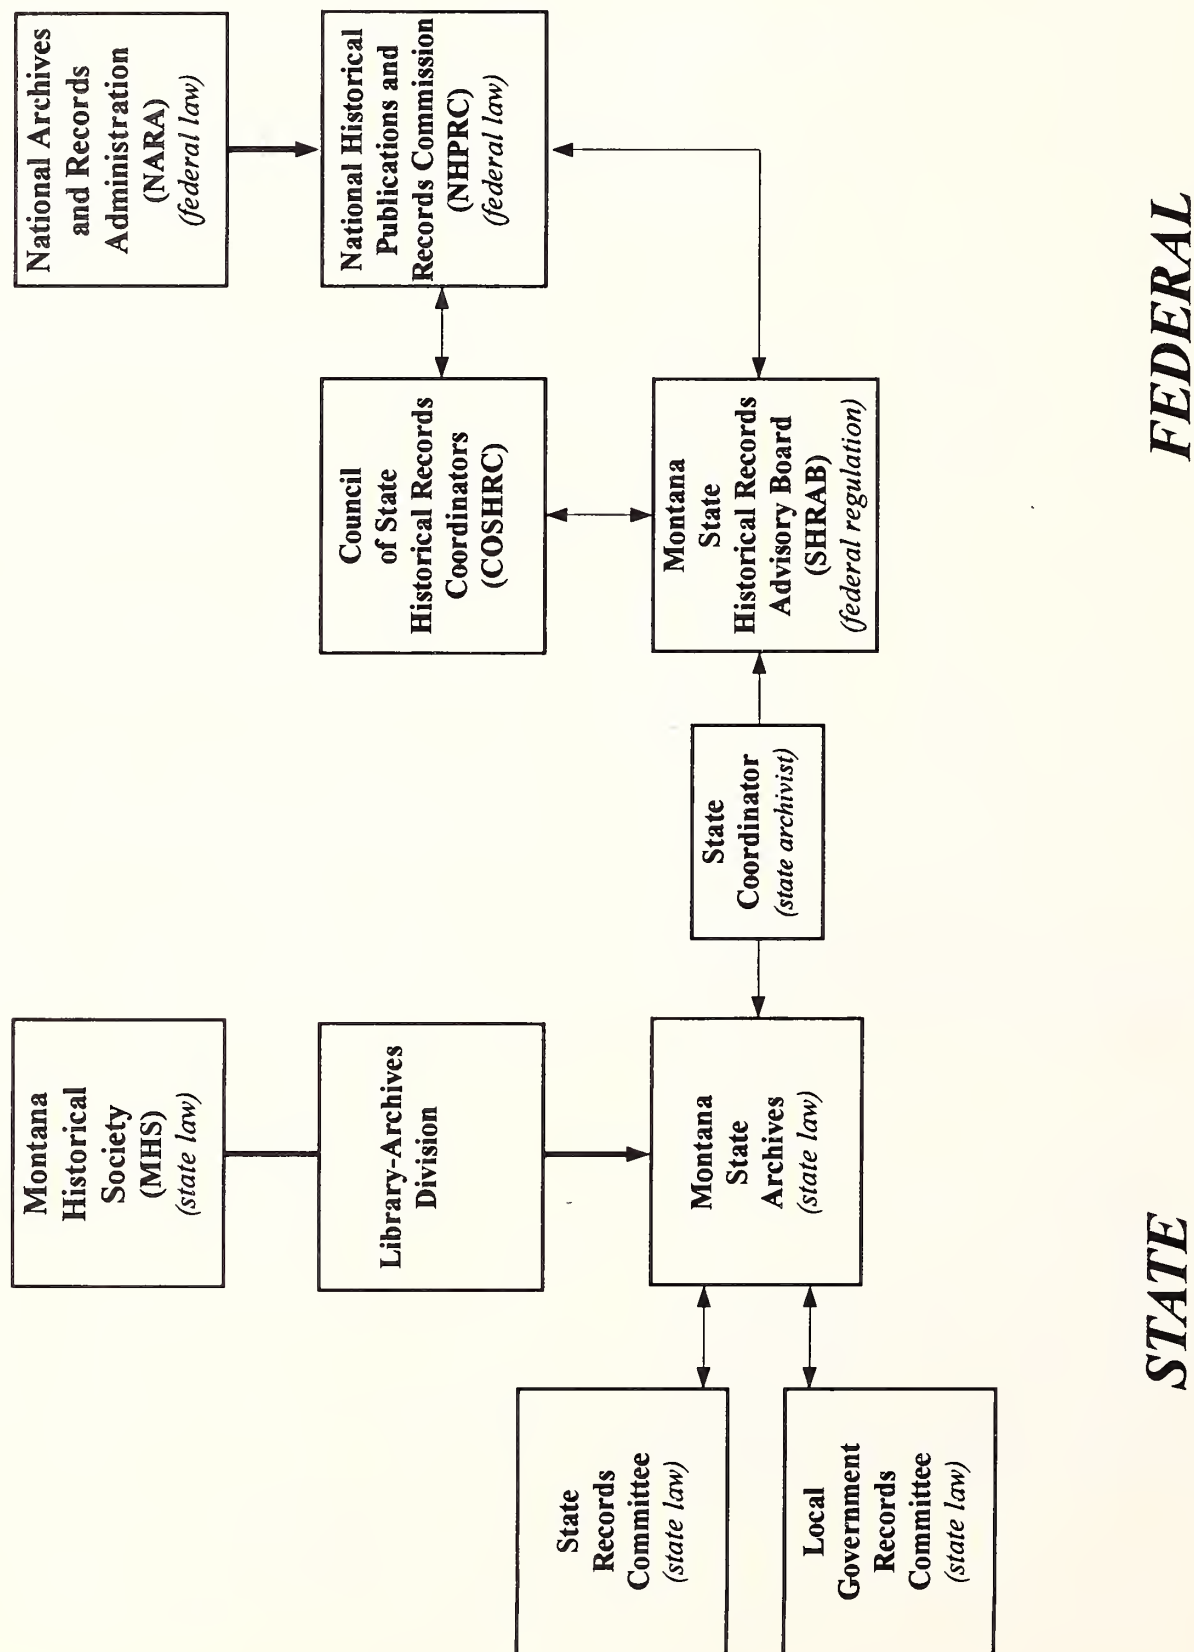 Montana
Historical
Society
(MHS)
(state law)
National Archives
and Records
Administration
(NARA)
(federal law)
Library-Archives
Division
Council
of State
Historical Records
Coordinators
(COSHRC)
National Historical
Publications and
Records Commission
(NHPRC)
(federal law)
State
Records
Committee
(state law)
Local
Government
Records
Committee
(state law)
Montana
State
Archives
(state law)
State
Coordinator
(state archivist)
Montana
State
Historical Records
Advisory Board
(SHRAB)
(federal regulation)
STATE
FEDERAL